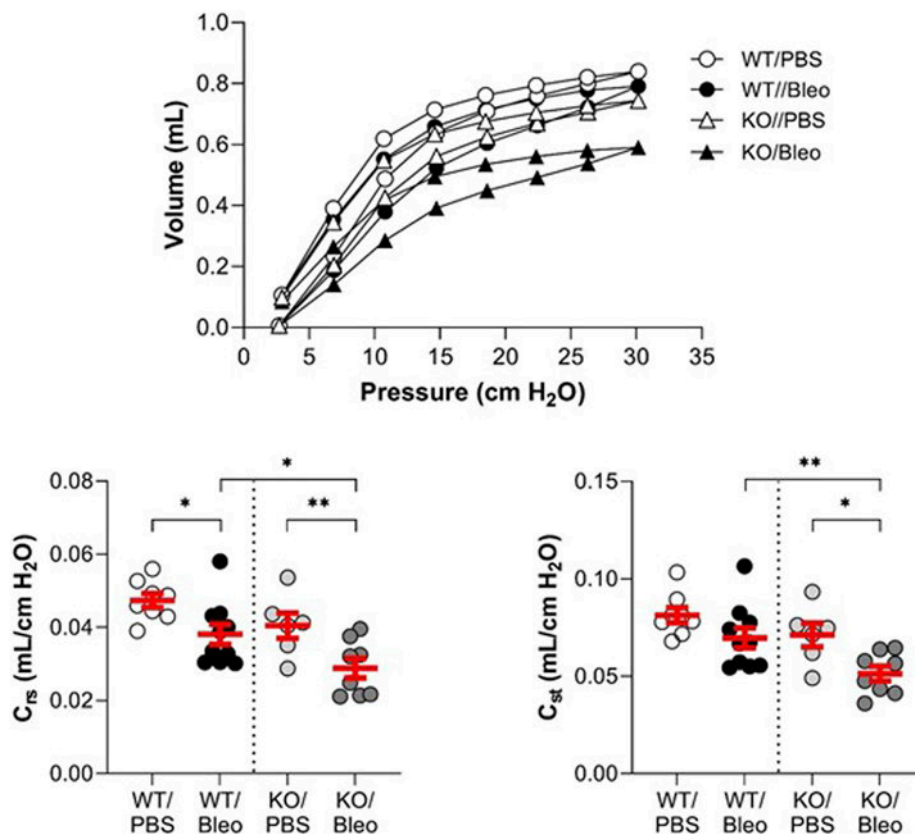 1.0
0.8
0.6
0.4
0.2
0.0
Volume (mL)
0 5 10 15 20 25 30 35
Pressure (cm H₂O)
WT/PBS
WT//Bleo
KO//PBS
KO/Bleo
0.08
0.06
0.04
0.02
0.00
C_rs (mL/cm H₂O)
*
* **
WT/ WT/ KO/ KO/
PBS Bleo PBS Bleo
0.15
0.10
0.05
0.00
C_st (mL/cm H₂O)
**
*
WT/ WT/ KO/ KO/
PBS Bleo PBS Bleo